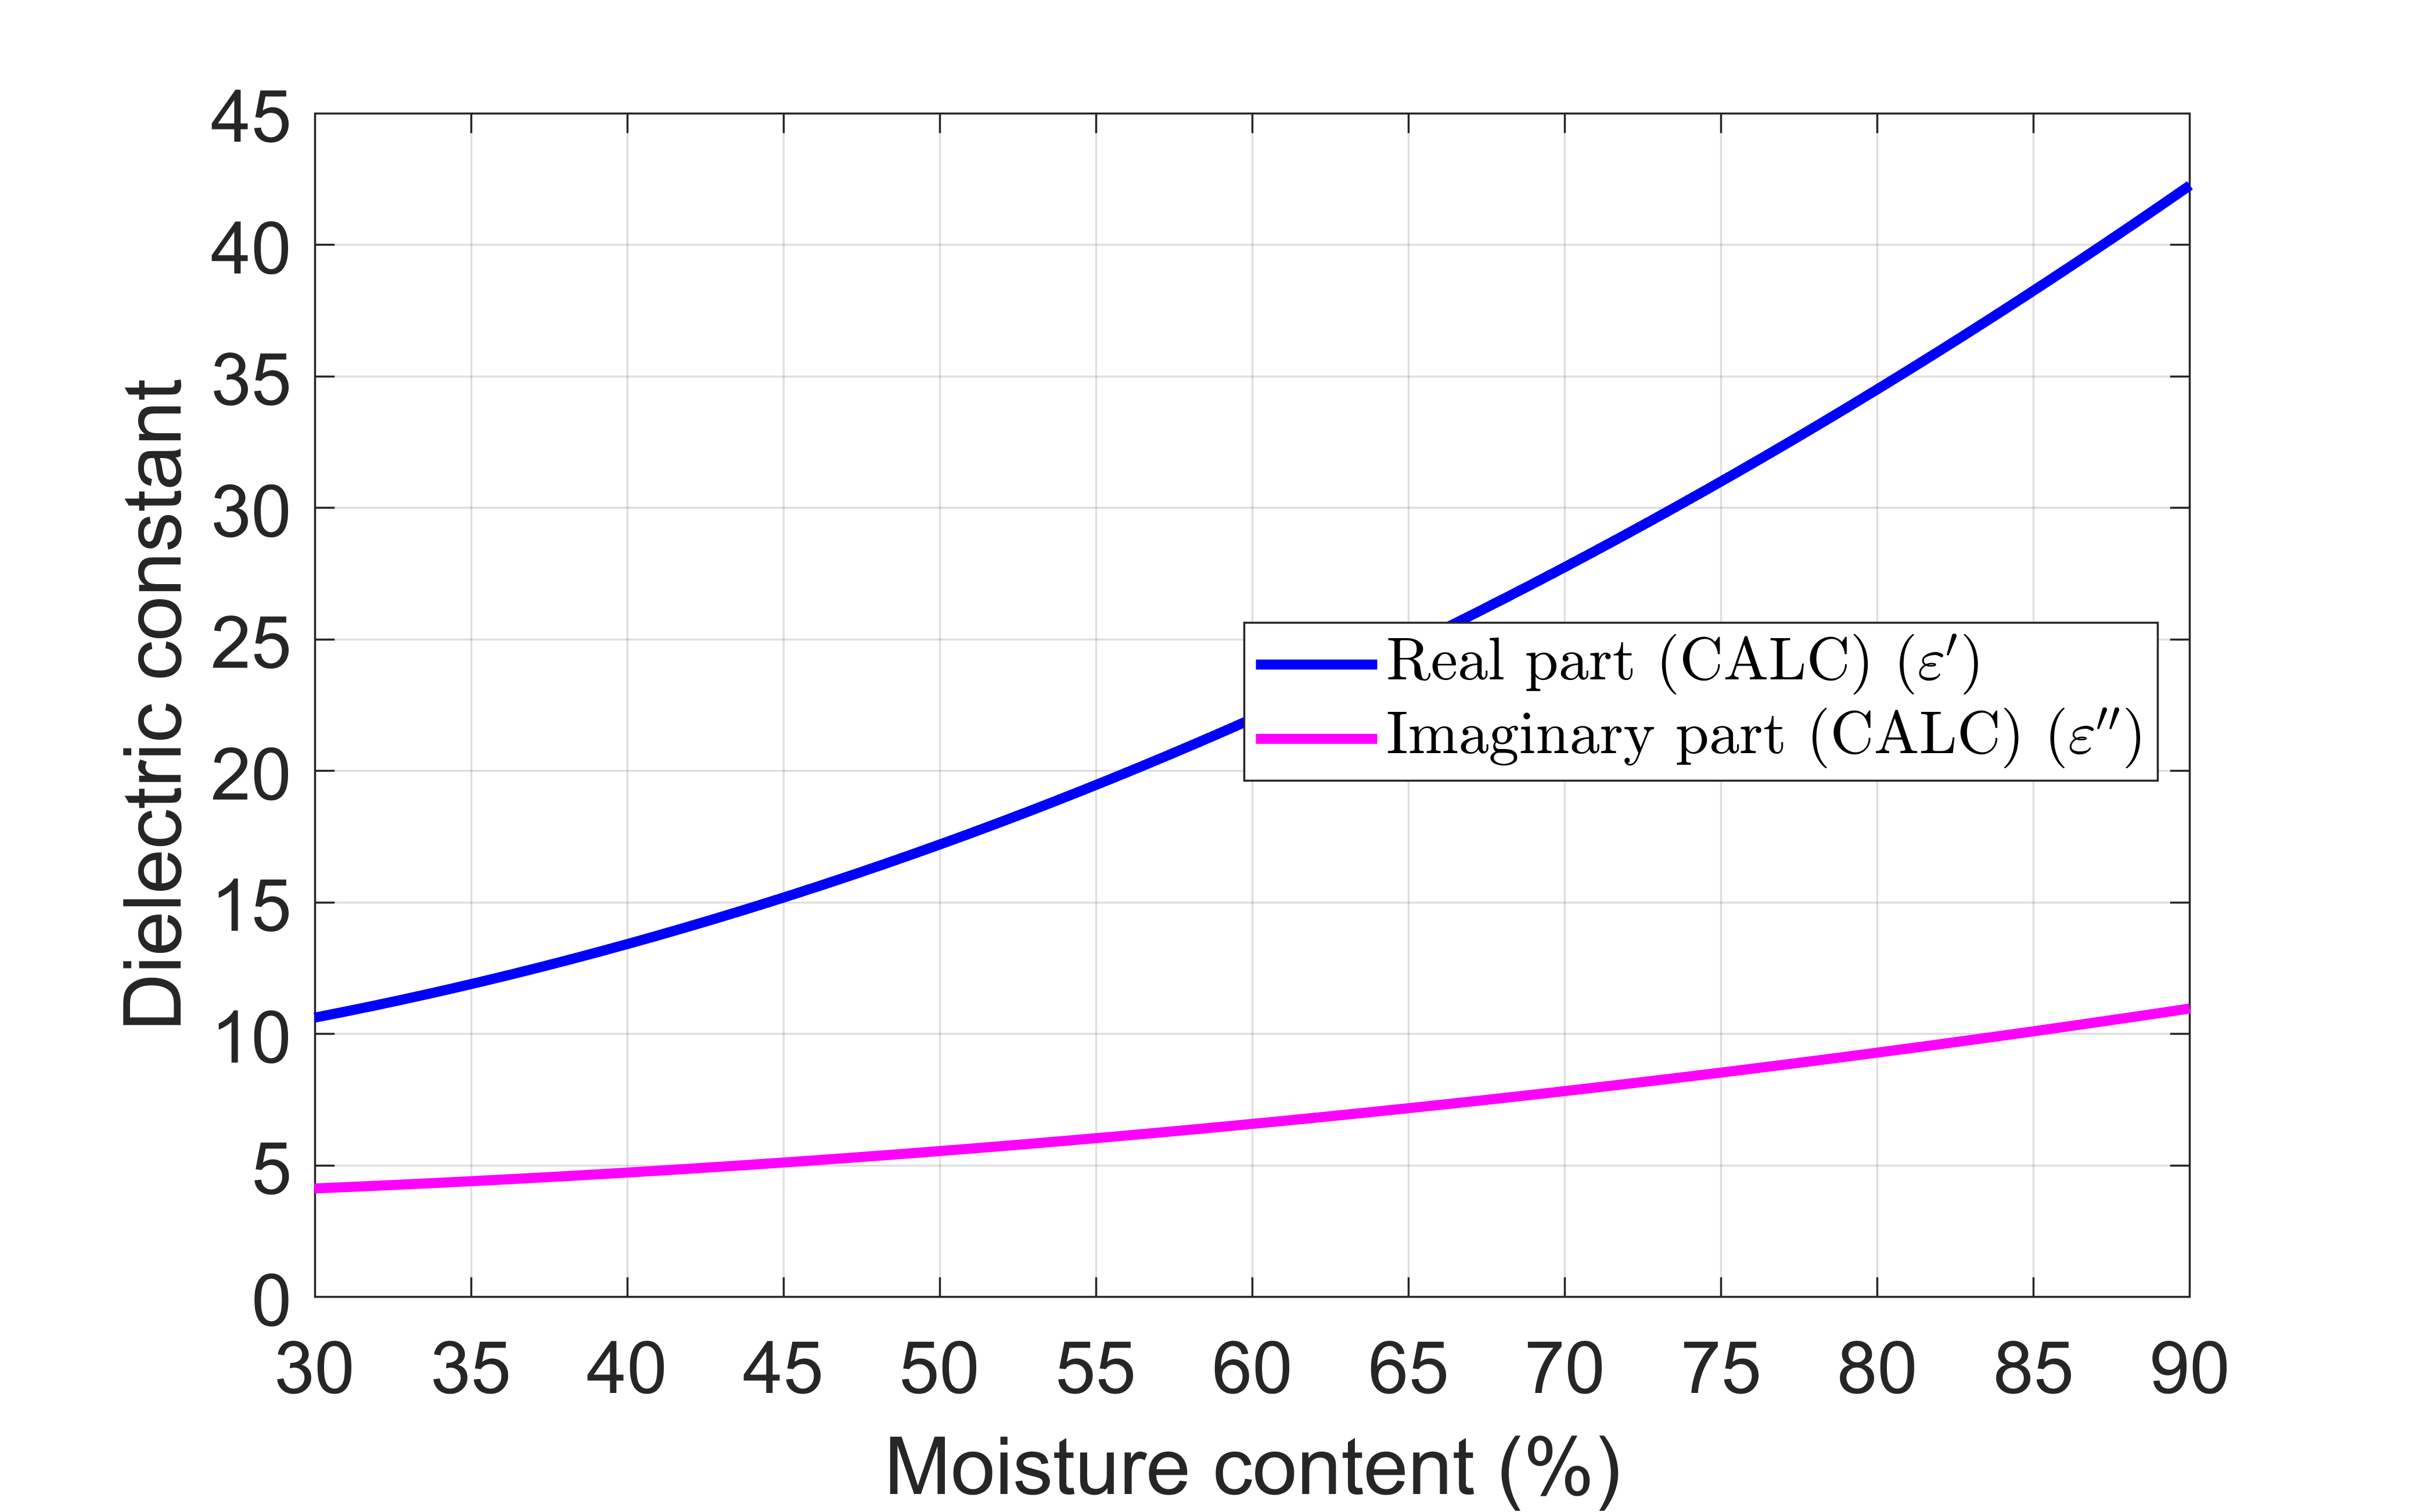 45
40
35
30
25
20
15
10
5
0
Dielectric constant
Real part (CALC) (ε′)
Imaginary part (CALC) (ε″)
30 35 40 45 50 55 60 65 70 75 80 85 90
Moisture content (%)